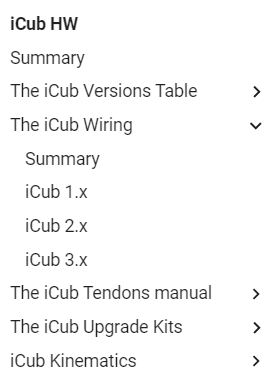 iCub HW
Summary
The iCub Versions Table
The iCub Wiring
Summary
iCub 1.x
iCub 2.x
iCub 3.x
The iCub Tendons manual
The iCub Upgrade Kits
iCub Kinematics